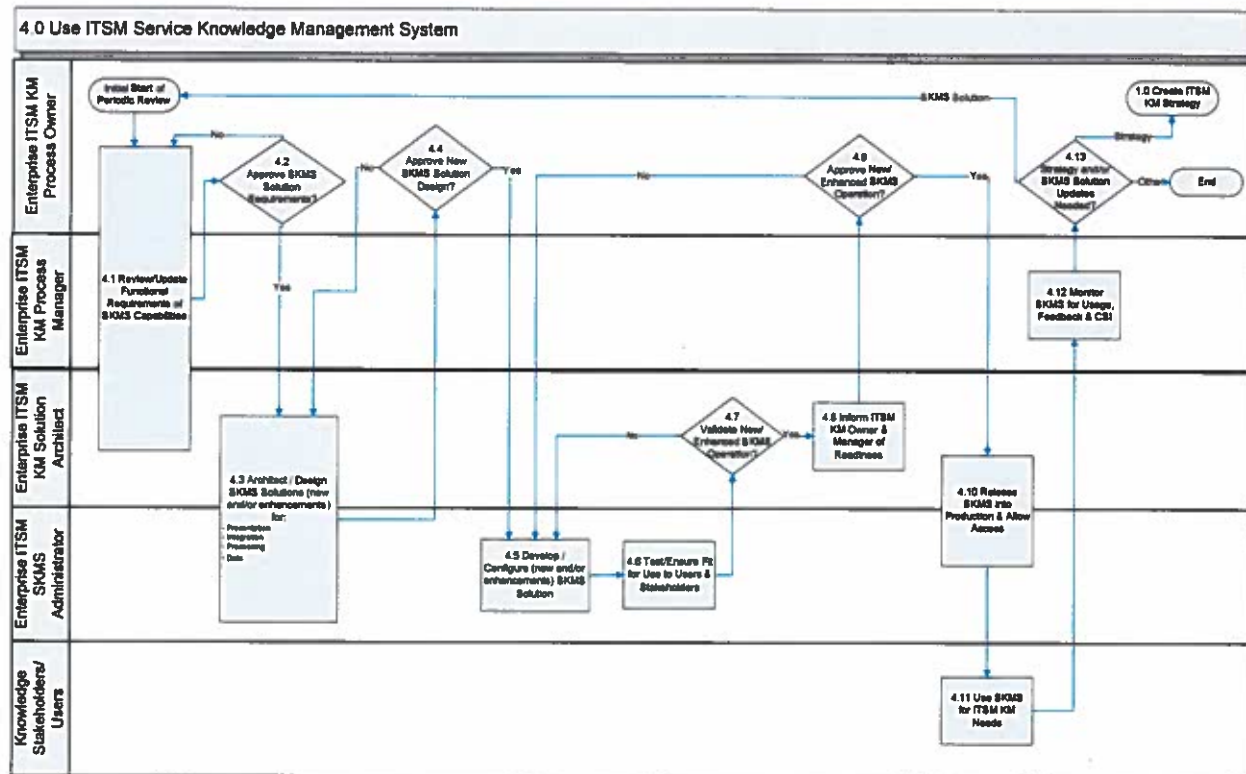 4.0 Use ITSM Service Knowledge Management System
Enterprise ITSM KM
Process Owner
Initial Start of
Periodic Review
No
4.2
Approve SKMS
Solution
Requirements?
Yes
4.4
Approve New
SKMS Solution
Design?
No
Yes
SKMS Solution
4.9
Approve New/
Enhanced SKMS
Operation?
No
Yes
1.0 Create ITSM
KM Strategy
Strategy
4.13
Strategy and/or
SKMS Solution
Updates
Needed?
Other
End
Enterprise ITSM
KM Process
Manager
4.1 Review/Update
Functional
Requirements of
SKMS Capabilities
4.12 Monitor
SKMS for Usage,
Feedback & CSI
Enterprise ITSM
KM Solution
Architect
4.3 Architect / Design
SKMS Solutions (new
and/or enhancements)
for:
- Presentation
- Integration
- Processing
- Data
No
4.7
Validate New/
Enhanced SKMS
Operation?
Yes
4.8 Inform ITSM
KM Owner &
Manager of
Readiness
4.10 Release
SKMS into
Production & Allow
Access
Enterprise ITSM
SKMS
Administrator
4.5 Develop /
Configure (new and/or
enhancements) SKMS
Solution
4.6 Test/Ensure Fit
for Use to Users &
Stakeholders
Knowledge
Stakeholders/
Users
4.11 Use SKMS
for ITSM KM
Needs